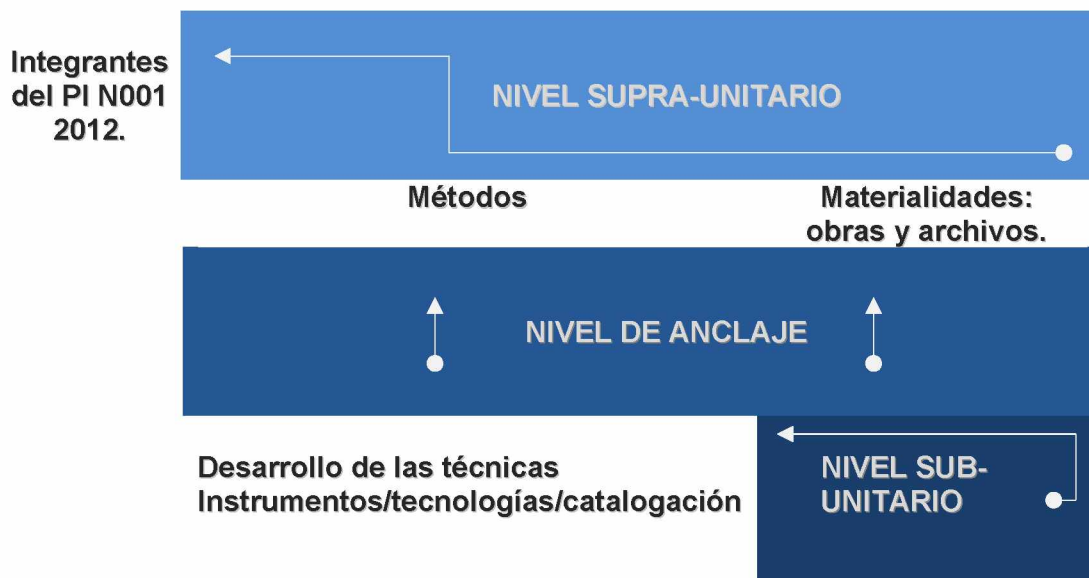 Integrantes
del PI N001
2012.
NIVEL SUPRA-UNITARIO
Métodos
Materialidades:
obras y archivos.
NIVEL DE ANCLAJE
Desarrollo de las técnicas
Instrumentos/tecnologías/catalogación
NIVEL SUB-
UNITARIO